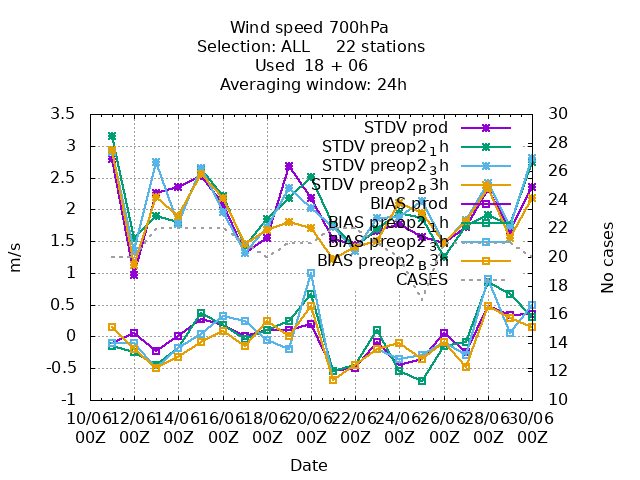 Wind speed 700hPa
Selection: ALL     22 stations
Used  18 + 06
Averaging window: 24h
3.5
3
2.5
2
1.5
1
0.5
0
-0.5
-1
30
28
26
24
22
20
18
16
14
12
10
m/s
No cases
STDV prod
STDV preop2₁h
STDV preop2₃h
STDV preop2_B3h
BIAS prod
BIAS preop2₁h
BIAS preop2₃h
BIAS preop2_B3h
CASES
10/06 12/06 14/06 16/06 18/06 20/06 22/06 24/06 26/06 28/06 30/06
00Z 00Z 00Z 00Z 00Z 00Z 00Z 00Z 00Z 00Z 00Z
Date